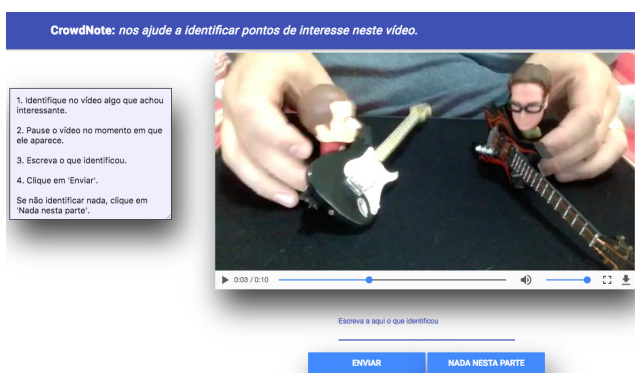 CrowdNote: nos ajude a identificar pontos de interesse neste vídeo.
1. Identifique no vídeo algo que achou
interessante.
2. Pause o vídeo no momento em que
ele aparece.
3. Escreva o que identificou.
4. Clique em 'Enviar'.
Se não identificar nada, clique em
'Nada nesta parte'.
0:03 / 0:10
Escreva a aqui o que identificou
ENVIAR
NADA NESTA PARTE